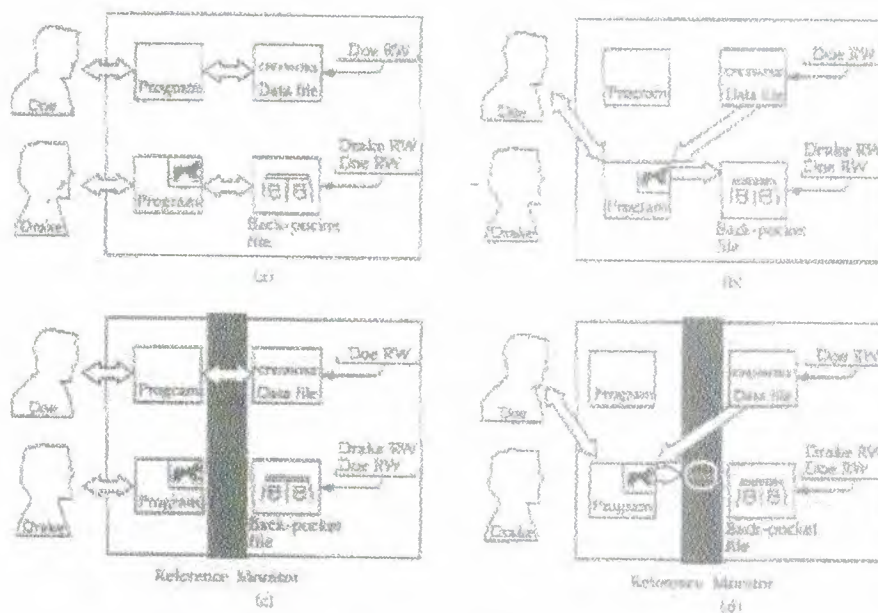 Doe
Program
Data file
Doe RW
Drake
Program
Back-pocket
file
Drake RW
Doe RW
(a)
Doe
Program
Data file
Doe RW
Drake
Program
Back-pocket
file
Drake RW
Doe RW
(b)
Doe
Program
Data file
Doe RW
Drake
Program
Back-pocket
file
Drake RW
Doe RW
Reference Monitor
(c)
Doe
Program
Data file
Doe RW
Drake
Program
Back-pocket
file
Drake RW
Doe RW
Reference Monitor
(d)